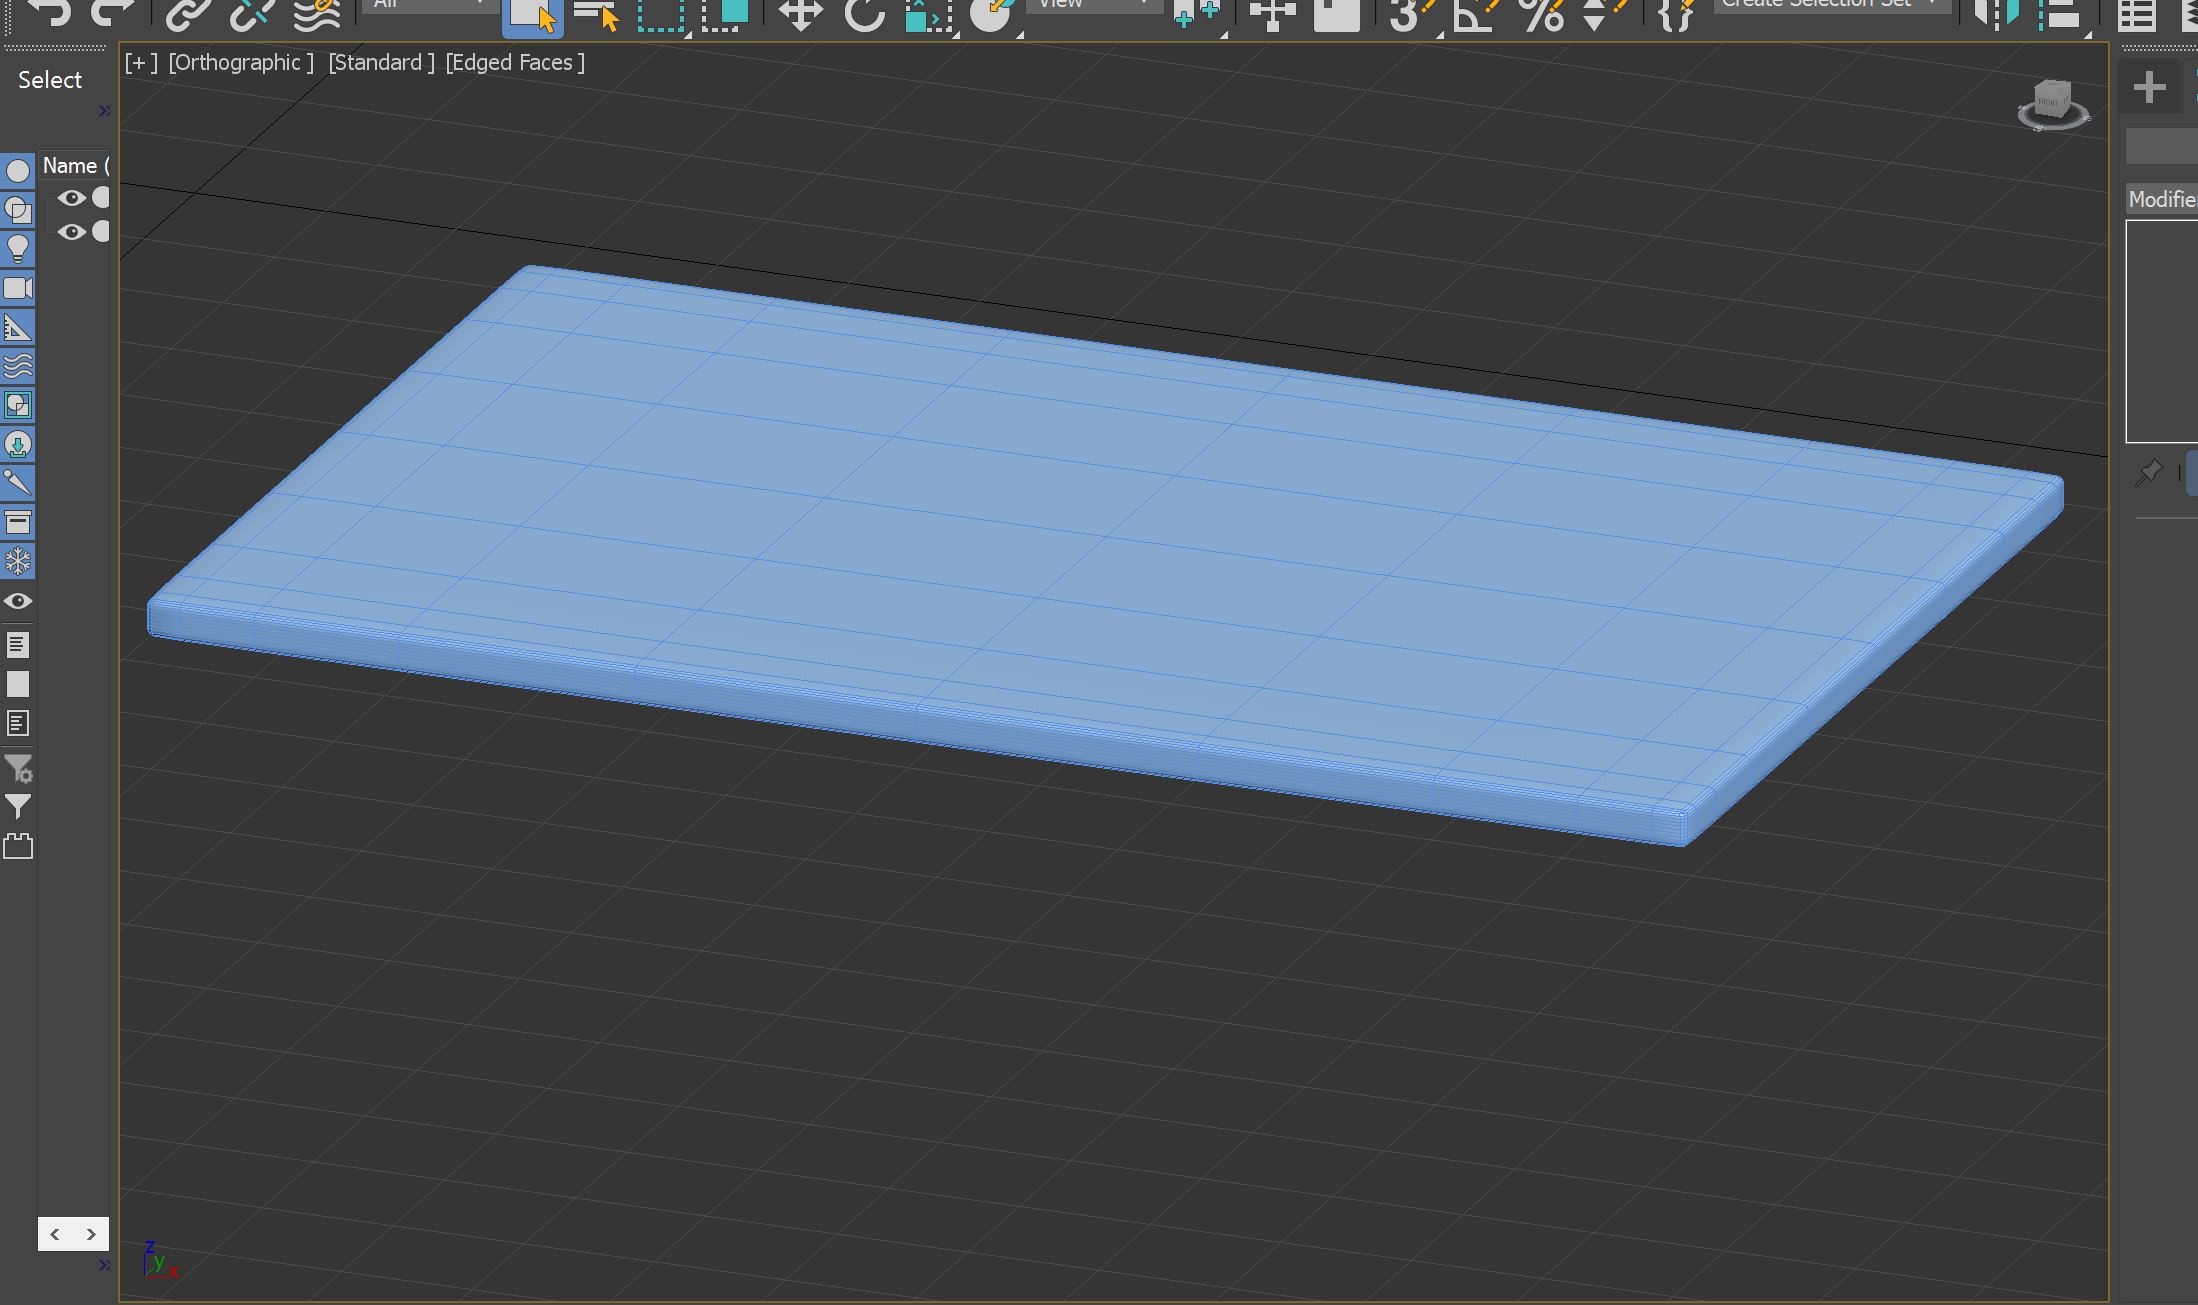 All
View
Create Selection Set
[+] [Orthographic] [Standard] [Edged Faces]
Select
Name (
FRONT
Modifie
z
y
x